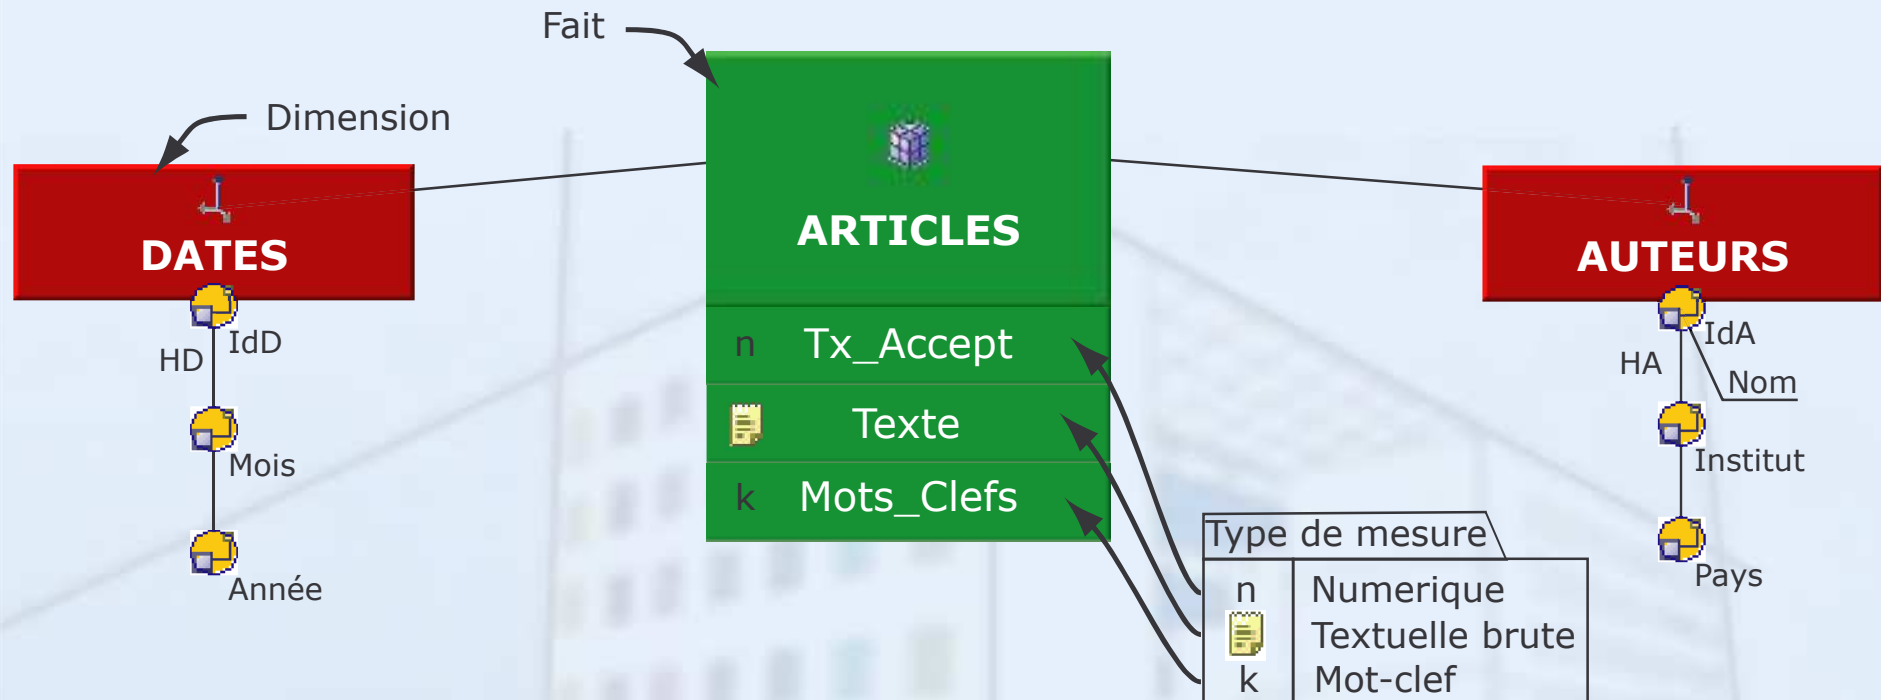 Fait
Dimension
DATES
IdD
HD
Mois
Année
ARTICLES
n Tx_Accept
Texte
k Mots_Clefs
AUTEURS
IdA
HA
Nom
Institut
Pays
Type de mesure
n Numerique
Textuelle brute
k Mot-clef